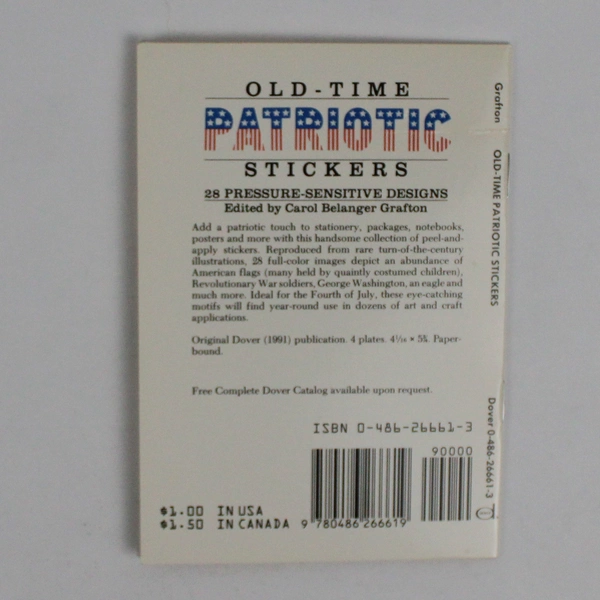 OLD-TIME
PATRIOTIC
STICKERS
28 PRESSURE-SENSITIVE DESIGNS
Edited by Carol Belanger Grafton
Add a patriotic touch to stationery, packages, notebooks,
posters and more with this handsome collection of peel-and-
apply stickers. Reproduced from rare turn-of-the-century
illustrations, 28 full-color images depict an abundance of
American flags (many held by quaintly costumed children),
Revolutionary War soldiers, George Washington, an eagle and
much more. Ideal for the Fourth of July, these eye-catching
motifs will find year-round use in dozens of art and craft
applications.
Original Dover (1991) publication. 4 plates. 4³⁄₁₆ × 5¾. Paper-
bound.
Free Complete Dover Catalog available upon request.
ISBN 0-486-26661-3
90000
9 780486 266619
$1.00 IN USA
$1.50 IN CANADA
Grafton
OLD-TIME PATRIOTIC STICKERS
Dover 0-486-26661-3